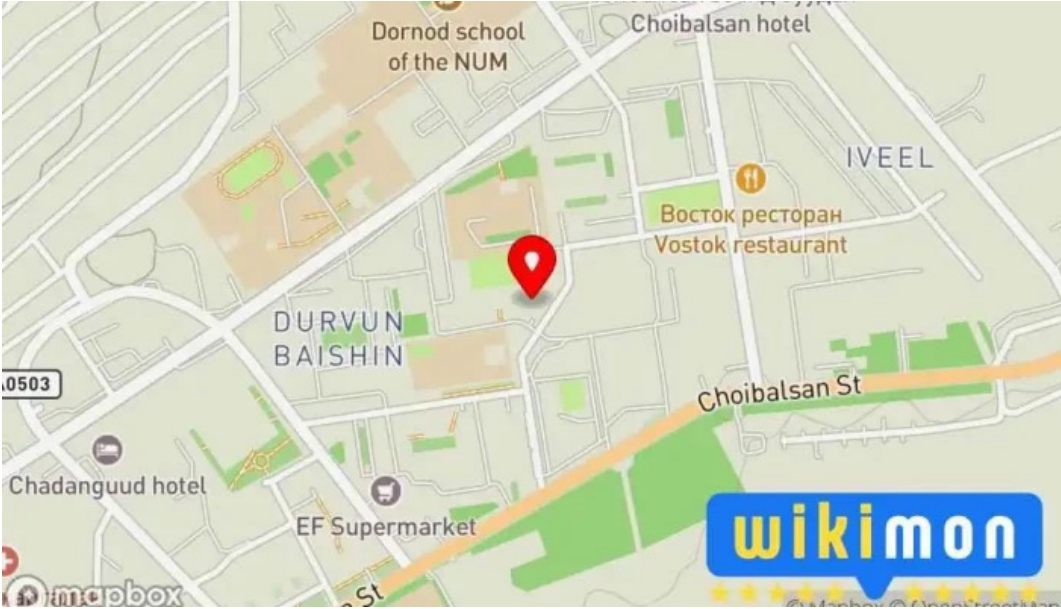 Dornod school
of the NUM
Choibalsan hotel
IVEEL
Восток ресторан
Vostok restaurant
DURVUN
BAISHIN
0503
Choibalsan St
Chadanguud hotel
EF Supermarket
wikimon
mapbox
St